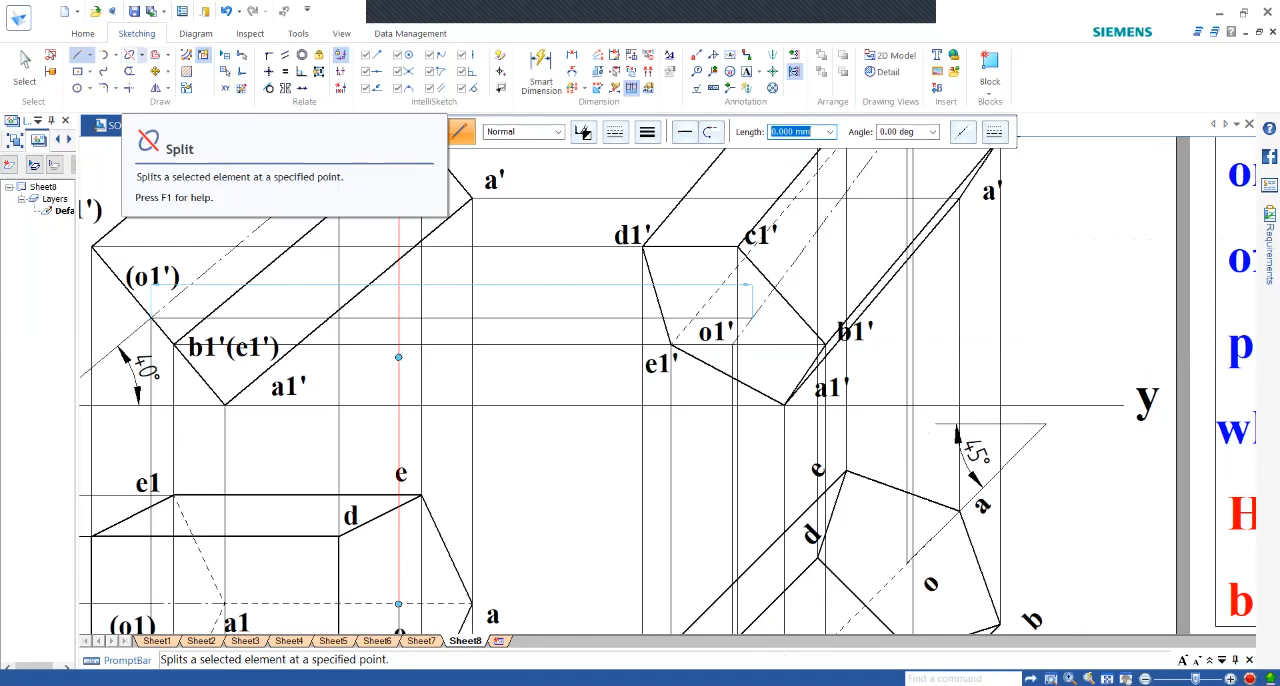 Home
Sketching
Diagram
Inspect
Tools
View
Data Management
SIEMENS
Select
Smart
Dimension
2D Model
Detail
Block
Select
Draw
Relate
IntelliSketch
Dimension
Annotation
Arrange
Drawing Views
Insert
Blocks
Normal
Length: 0.000 mm
Angle: 0.00 deg
Split
Splits a selected element at a specified point.
Press F1 for help.
Sheet8
Layers
Defa
Requirements
a'
a'
1')
d1'
c1'
(o1')
o1'
b1'
b1'(e1')
e1'
40°
a1'
a1'
y
45°
e1
e
e
d
d
a
o
b
(o1)
a1
a
o
p
w
H
b
Sheet1
Sheet2
Sheet3
Sheet4
Sheet5
Sheet6
Sheet7
Sheet8
PromptBar
Splits a selected element at a specified point.
Find a command